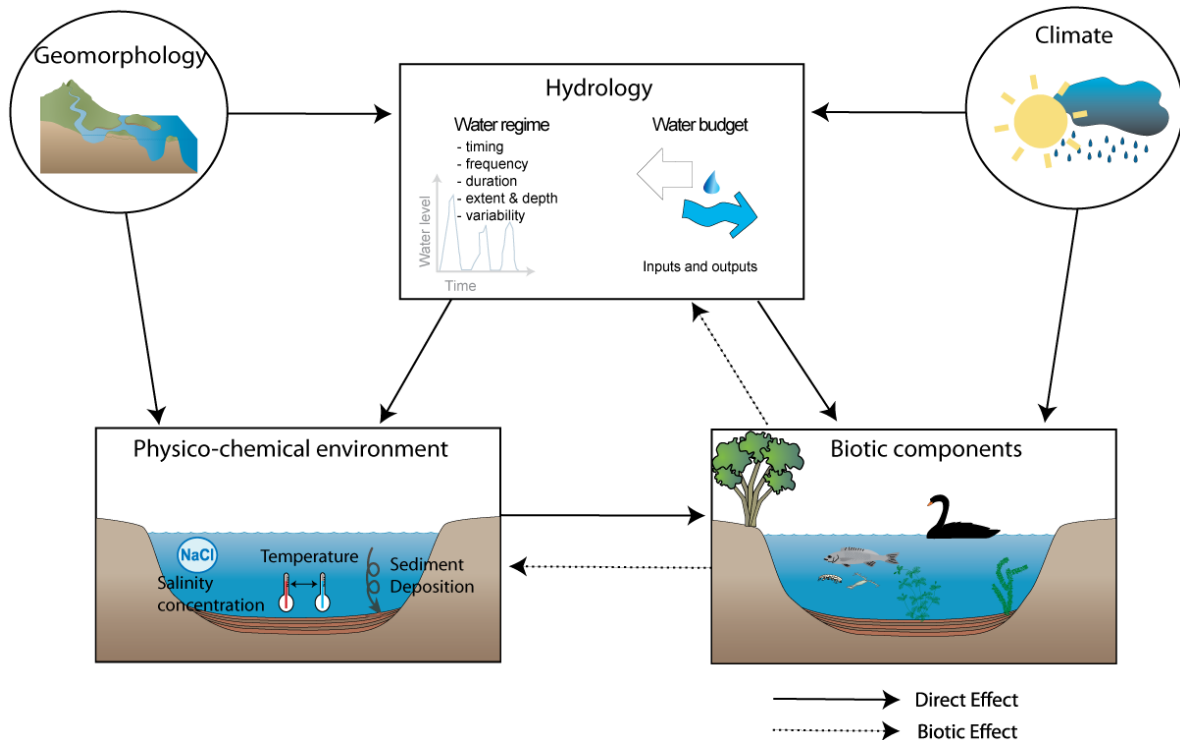 Geomorphology
Climate
Hydrology
Water regime
- timing
- frequency
- duration
- extent & depth
- variability
Water level
Time
Water budget
Inputs and outputs
Physico-chemical environment
NaCl
Salinity
concentration
Temperature
Sediment
Deposition
Biotic components
Direct Effect
Biotic Effect